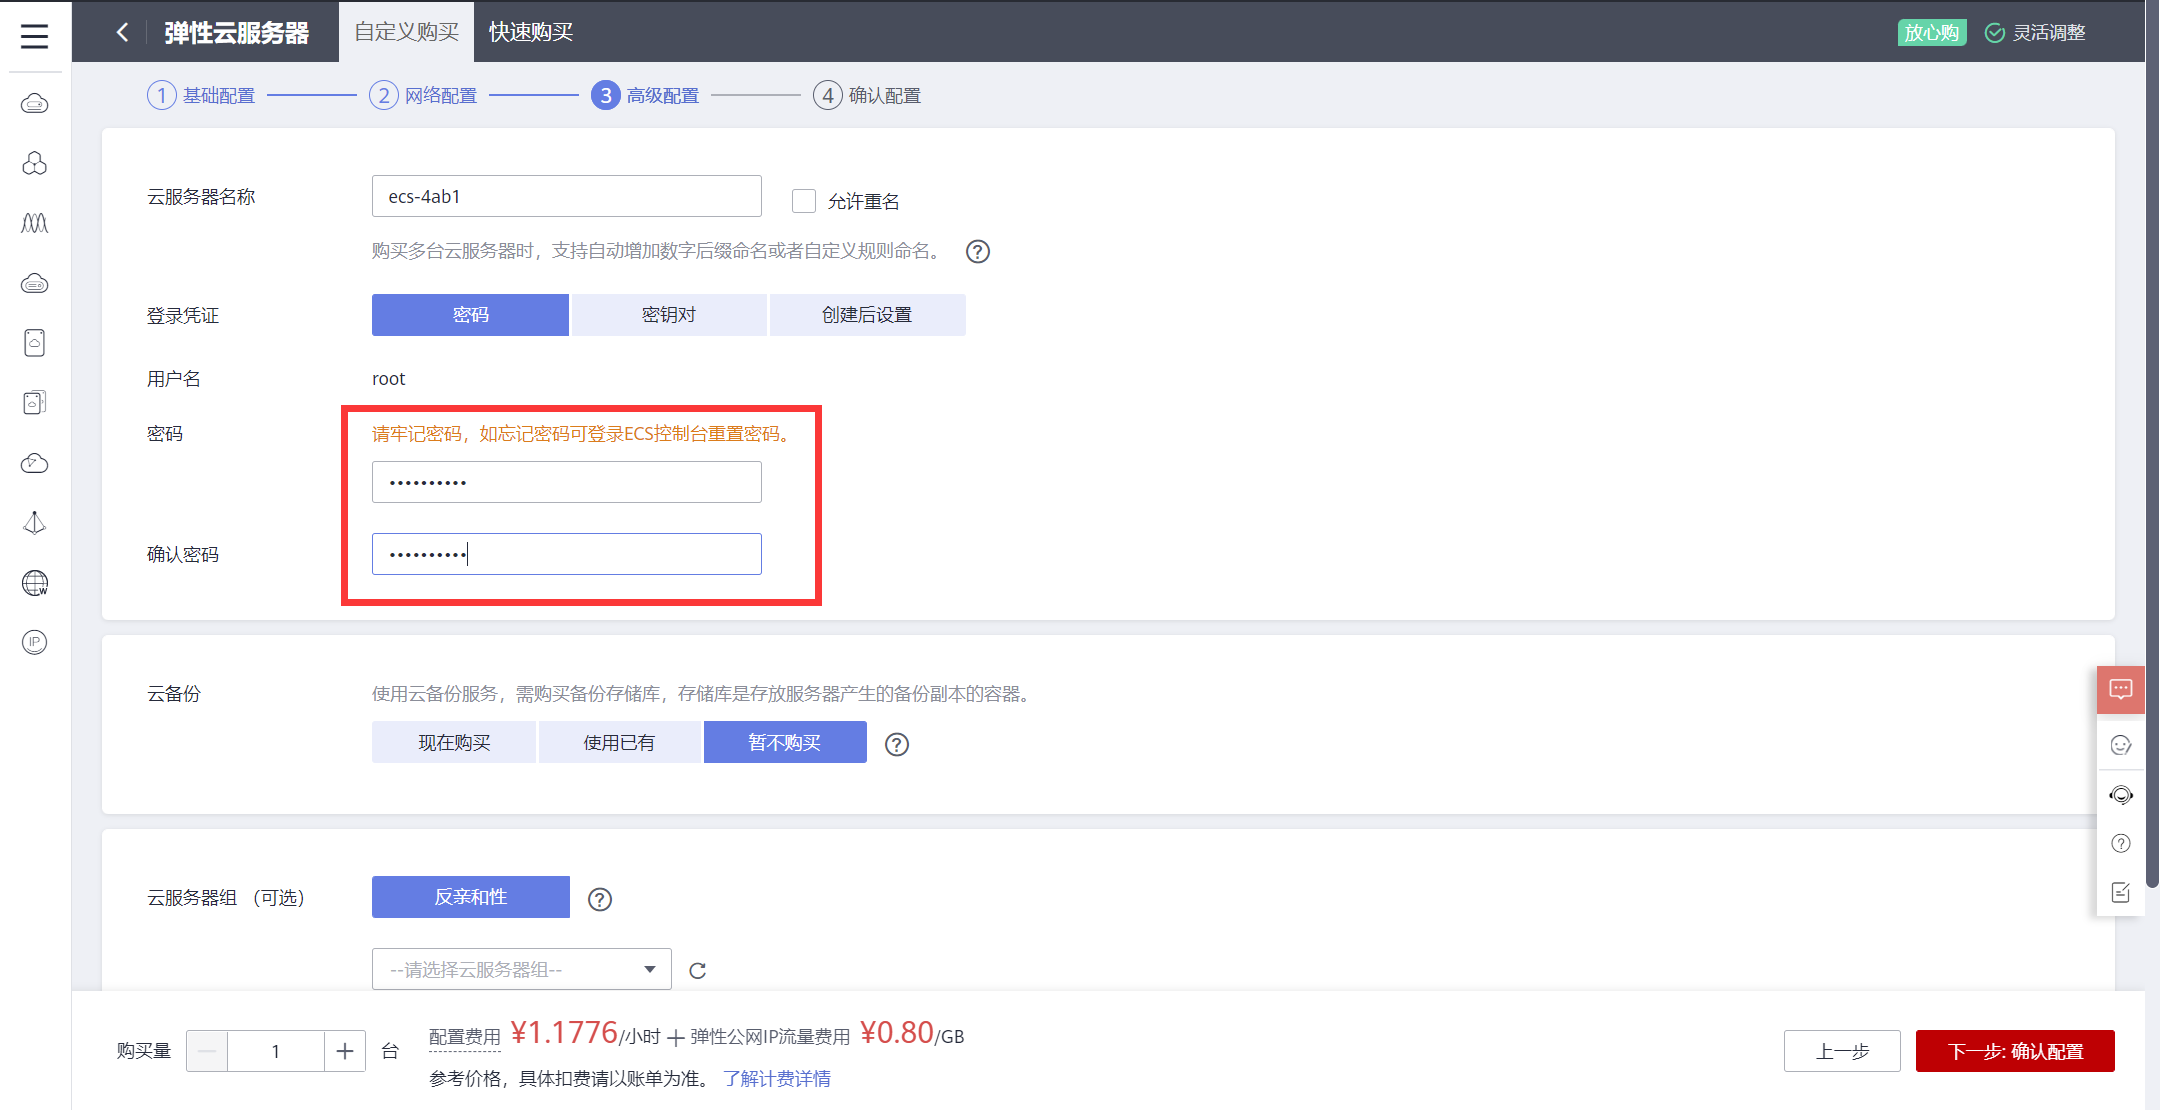 弹性云服务器 自定义购买 快速购买 放心购 灵活调整
1 基础配置 2 网络配置 3 高级配置 4 确认配置
云服务器名称 ecs-4ab1 允许重名
购买多台云服务器时，支持自动增加数字后缀命名或者自定义规则命名。 ?
登录凭证 密码 密钥对 创建后设置
用户名 root
密码 请牢记密码，如忘记密码可登录ECS控制台重置密码。
••••••••••
确认密码 ••••••••••
云备份 使用云备份服务，需购买备份存储库，存储库是存放服务器产生的备份副本的容器。
现在购买 使用已有 暂不购买 ?
云服务器组 （可选） 反亲和性 ?
--请选择云服务器组--
购买量 — 1 + 台 配置费用 ¥1.1776/小时 + 弹性公网IP流量费用 ¥0.80/GB
参考价格，具体扣费请以账单为准。 了解计费详情
上一步 下一步: 确认配置
W
IP
?